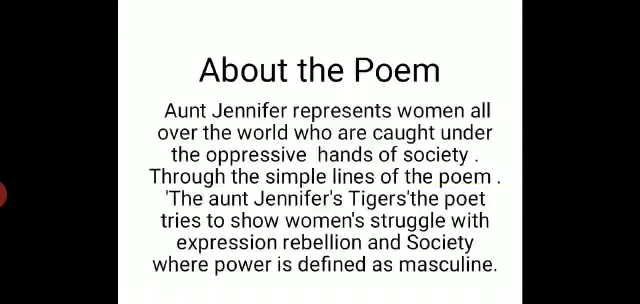 About the Poem
Aunt Jennifer represents women all
over the world who are caught under
the oppressive hands of society .
Through the simple lines of the poem .
'The aunt Jennifer's Tigers'the poet
tries to show women's struggle with
expression rebellion and Society
where power is defined as masculine.